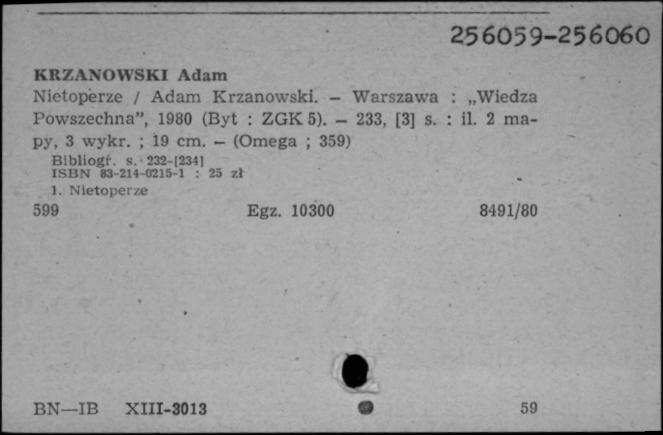 256059-256060
KRZANOWSKI Adam
Nietoperze / Adam Krzanowski. — Warszawa : „Wiedza
Powszechna”, 1980 (Byt : ZGK 5). — 233, [3] s. : il. 2 ma-
py, 3 wykr. ; 19 cm. — (Omega ; 359)
Bibliogr. s. 232-[234]
ISBN 83-214-0215-1 : 25 zł
1. Nietoperze
599 Egz. 10300 8491/80
BN—IB XIII-3013 59